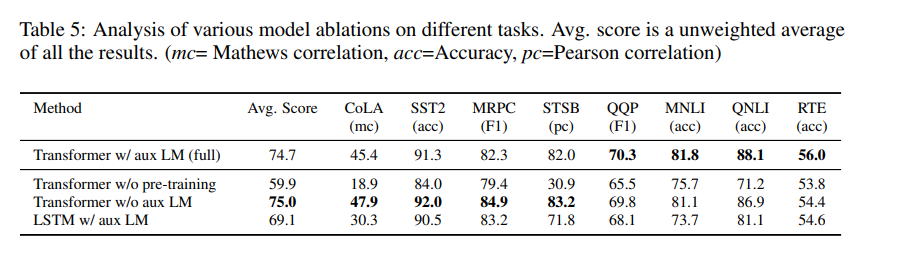 Table 5: Analysis of various model ablations on different tasks. Avg. score is a unweighted average
of all the results. (mc= Mathews correlation, acc=Accuracy, pc=Pearson correlation)
Method Avg. Score CoLA SST2 MRPC STSB QQP MNLI QNLI RTE
(mc) (acc) (F1) (pc) (F1) (acc) (acc) (acc)
Transformer w/ aux LM (full) 74.7 45.4 91.3 82.3 82.0 70.3 81.8 88.1 56.0
Transformer w/o pre-training 59.9 18.9 84.0 79.4 30.9 65.5 75.7 71.2 53.8
Transformer w/o aux LM 75.0 47.9 92.0 84.9 83.2 69.8 81.1 86.9 54.4
LSTM w/ aux LM 69.1 30.3 90.5 83.2 71.8 68.1 73.7 81.1 54.6